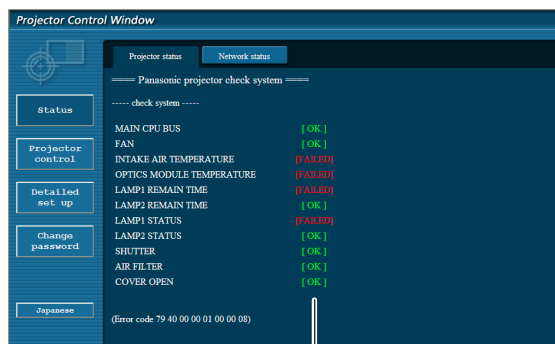 Projector Control Window
Projector status
Network status
==== Panasonic projector check system ====
Status
----- check system -----
MAIN CPU BUS [ OK ]
FAN [ OK ]
Projector
control
INTAKE AIR TEMPERATURE [FAILED]
OPTICS MODULE TEMPERATURE [FAILED]
LAMP1 REMAIN TIME [FAILED]
Detailed
set up
LAMP2 REMAIN TIME [ OK ]
LAMP1 STATUS [FAILED]
Change
password
LAMP2 STATUS [ OK ]
SHUTTER [ OK ]
AIR FILTER [ OK ]
COVER OPEN [ OK ]
Japanese
(Error code 79 40 00 00 01 00 00 08)